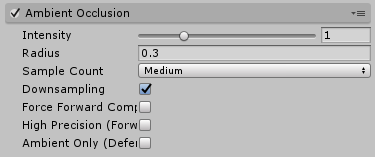 Ambient Occlusion
Intensity 1
Radius 0.3
Sample Count Medium
Downsampling
Force Forward Comp
High Precision (Forw
Ambient Only (Defer